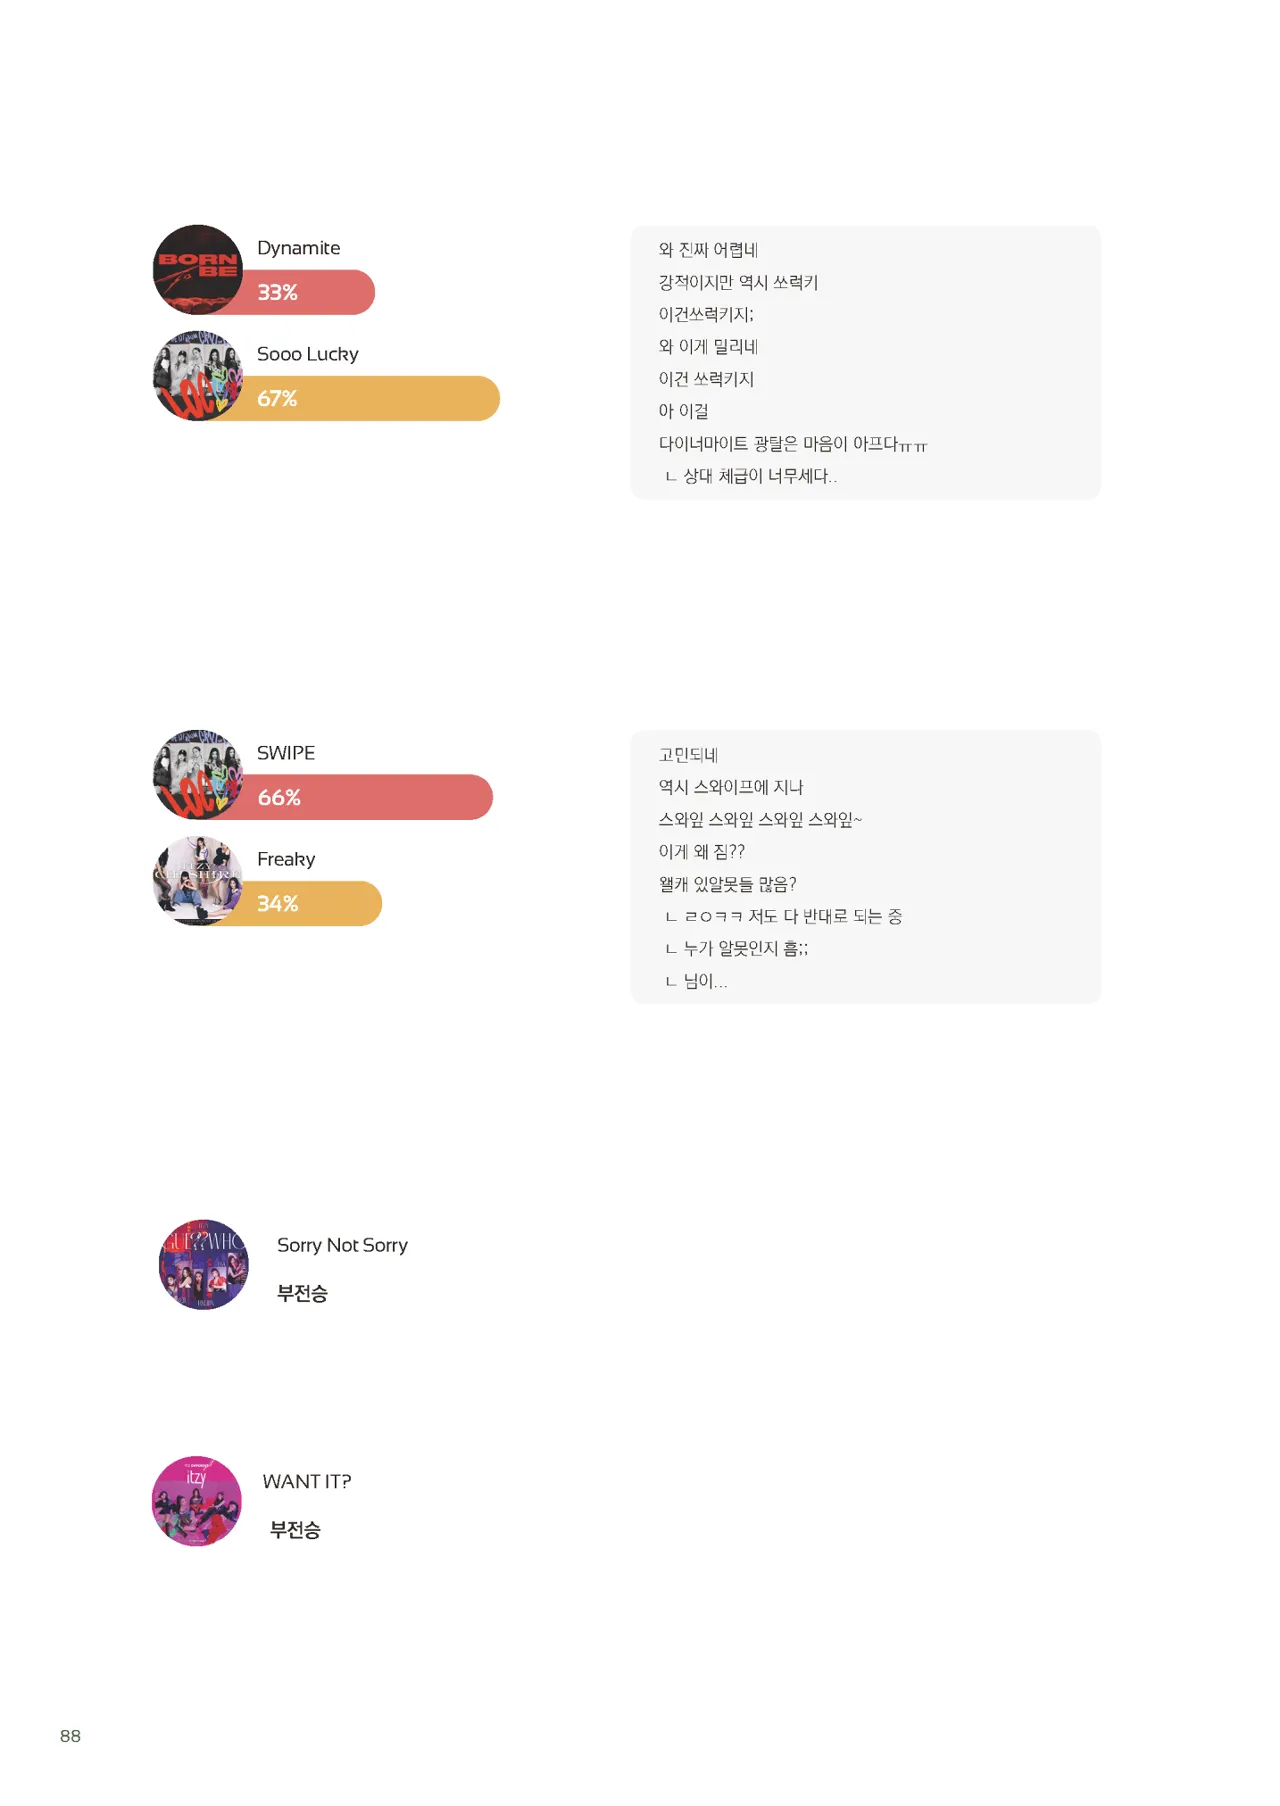 Dynamite
33%
Sooo Lucky
67%
와 진짜 어렵네
강적이지만 역시 쏘럭키
이건쏘럭키지;
와 이게 밀리네
이건 쏘럭키지
아 이걸
다이너마이트 광탈은 마음이 아프다ㅠㅠ
ㄴ 상대 체급이 너무세다..
SWIPE
66%
Freaky
34%
고민되네
역시 스와이프에 지나
스와잎 스와잎 스와잎 스와잎~
이게 왜 짐??
왤캐 있알못들 많음?
ㄴ ㄹㅇㅋㅋ 저도 다 반대로 되는 중
ㄴ 누가 알못인지 흠;;
ㄴ 님이...
Sorry Not Sorry
부전승
WANT IT?
부전승
88
BORN
BE
itzy